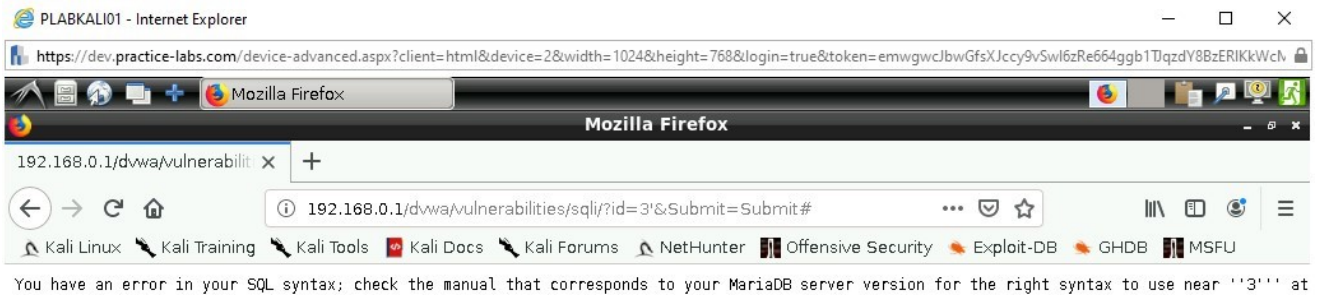 PLABKALI01 - Internet Explorer
https://dev.practice-labs.com/device-advanced.aspx?client=html&device=2&width=1024&height=768&login=true&token=
Mozilla Firefox
Mozilla Firefox
192.168.0.1/dvwa/vulnerabiliti
192.168.0.1/dvwa/vulnerabilities/sqli/?id=3'&Submit=Submit#
Kali Linux Kali Training Kali Tools Kali Docs Kali Forums NetHunter Offensive Security Exploit-DB GHDB MSFU
You have an error in your SQL syntax; check the manual that corresponds to your MariaDB server version for the right syntax to use near ''3''' at